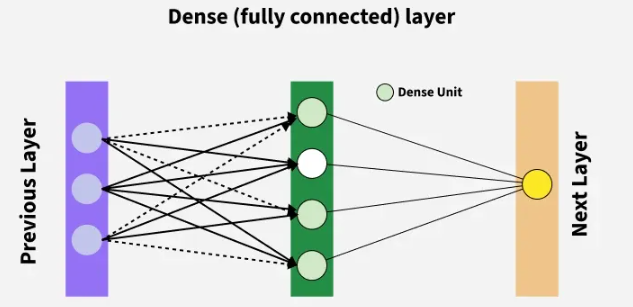 Dense (fully connected) layer
Dense Unit
Previous Layer
Next Layer